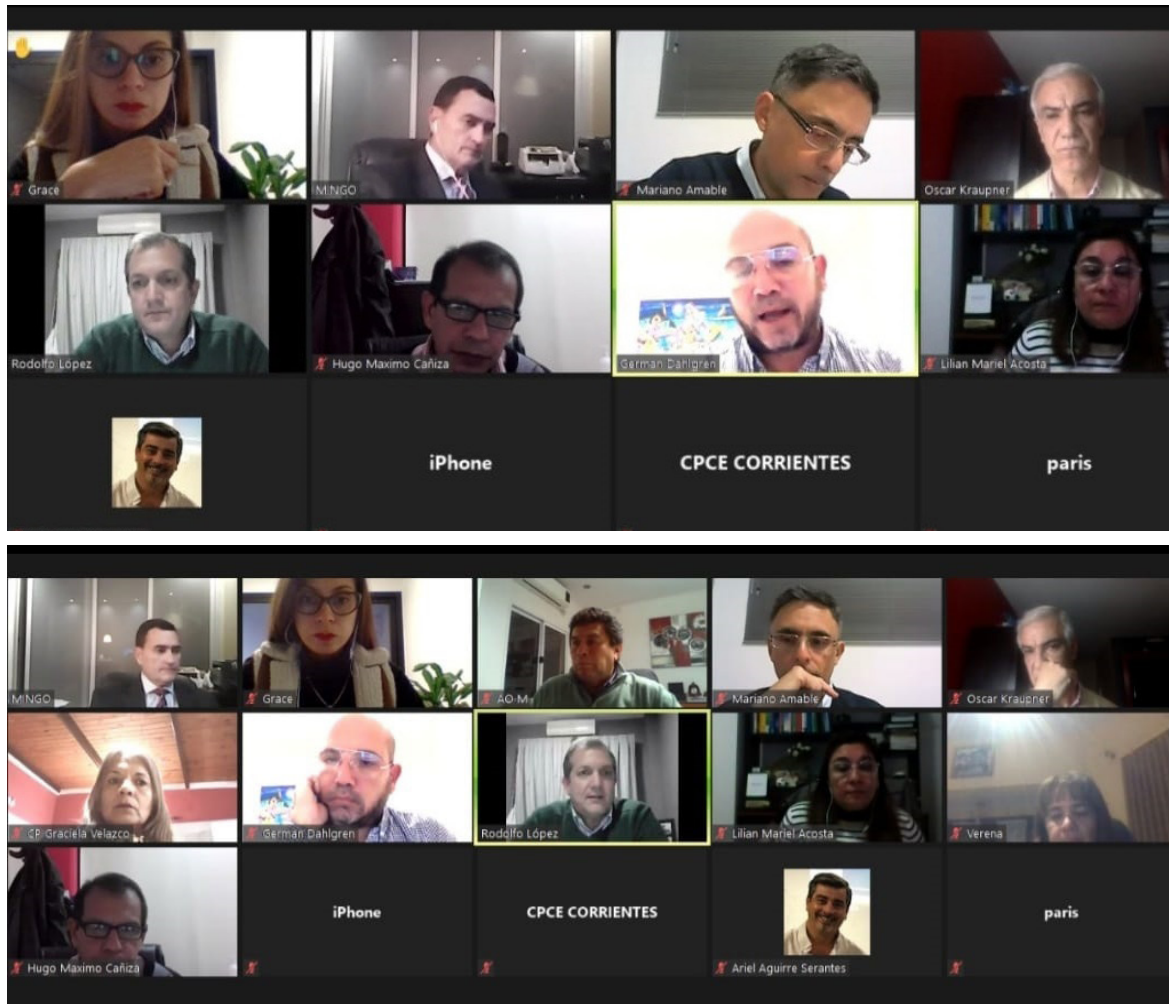 Grace
MINGO
Mariano Amable
Oscar Kraupner
Rodolfo López
Hugo Maximo Cañiza
German Dahlgren
Lilian Mariel Acosta
iPhone
CPCE CORRIENTES
paris
MINGO
Grace
AO-M
Mariano Amable
Oscar Kraupner
CP Graciela Velazco
German Dahlgren
Rodolfo López
Lilian Mariel Acosta
Verena
Hugo Maximo Cañiza
iPhone
CPCE CORRIENTES
Ariel Aguirre Serantes
paris